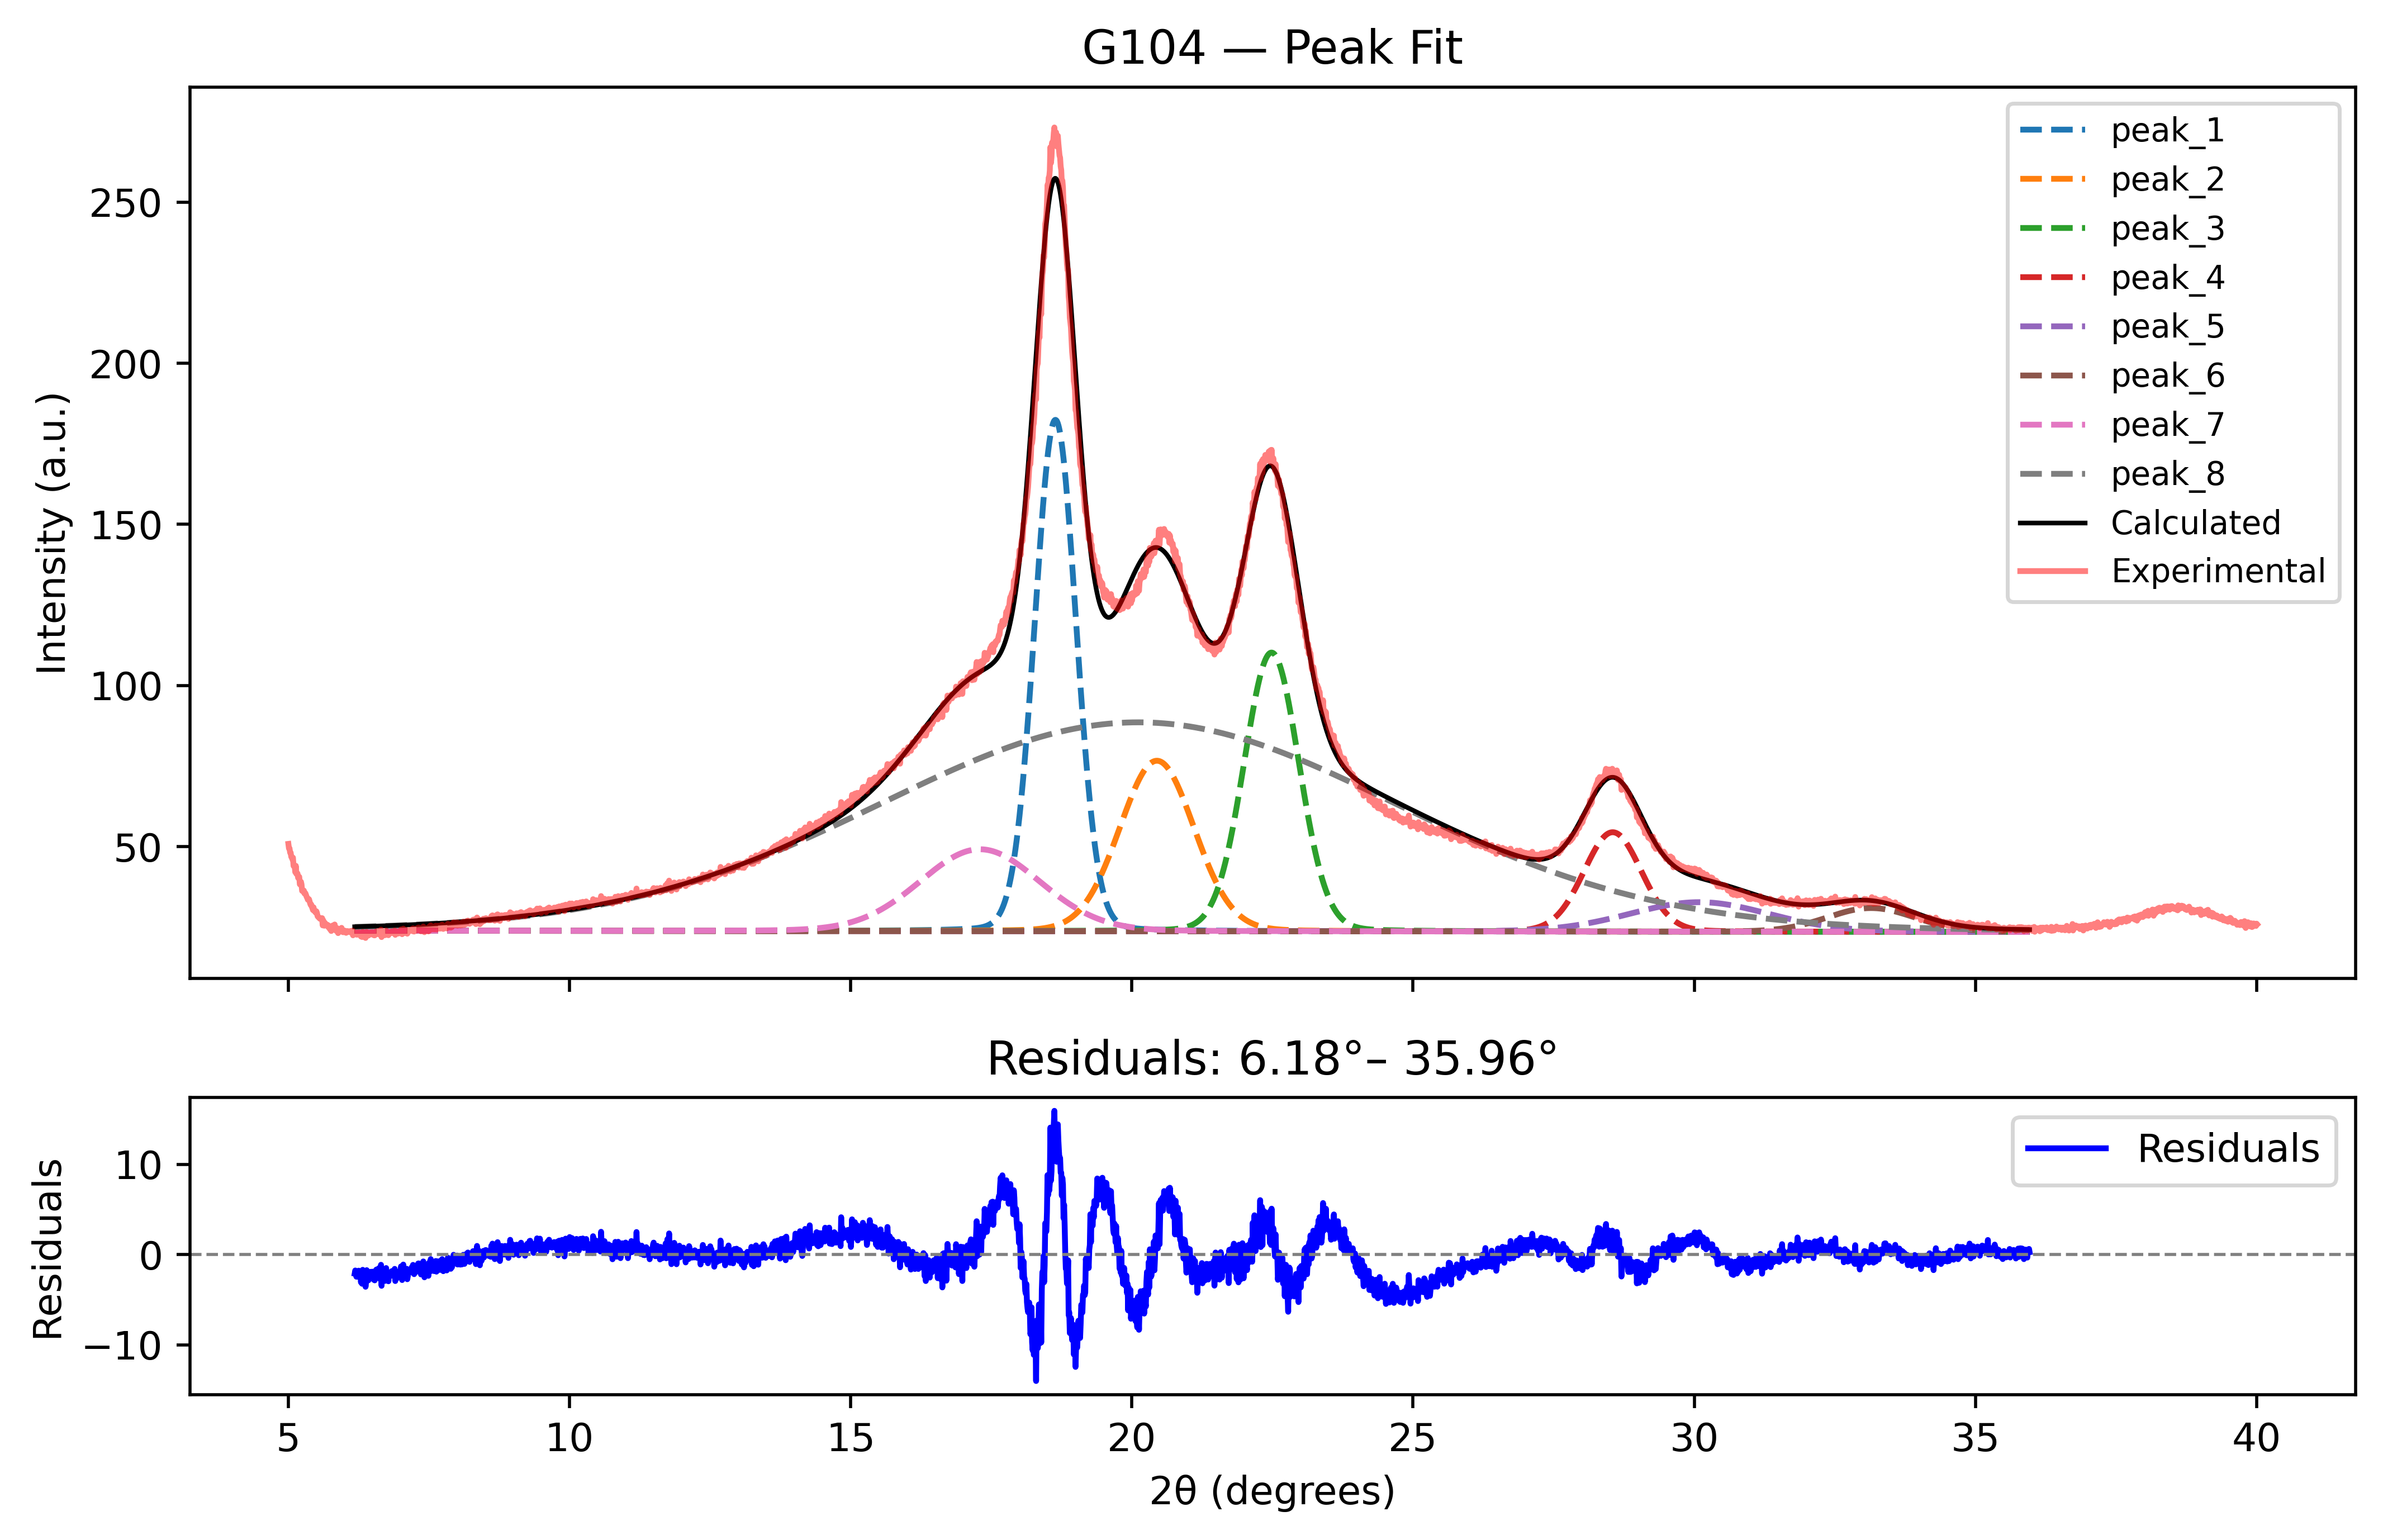 G104 — Peak Fit
Intensity (a.u.)
250
200
150
100
50
peak_1
peak_2
peak_3
peak_4
peak_5
peak_6
peak_7
peak_8
Calculated
Experimental
Residuals: 6.18°– 35.96°
Residuals
10
0
−10
Residuals
5 10 15 20 25 30 35 40
2θ (degrees)